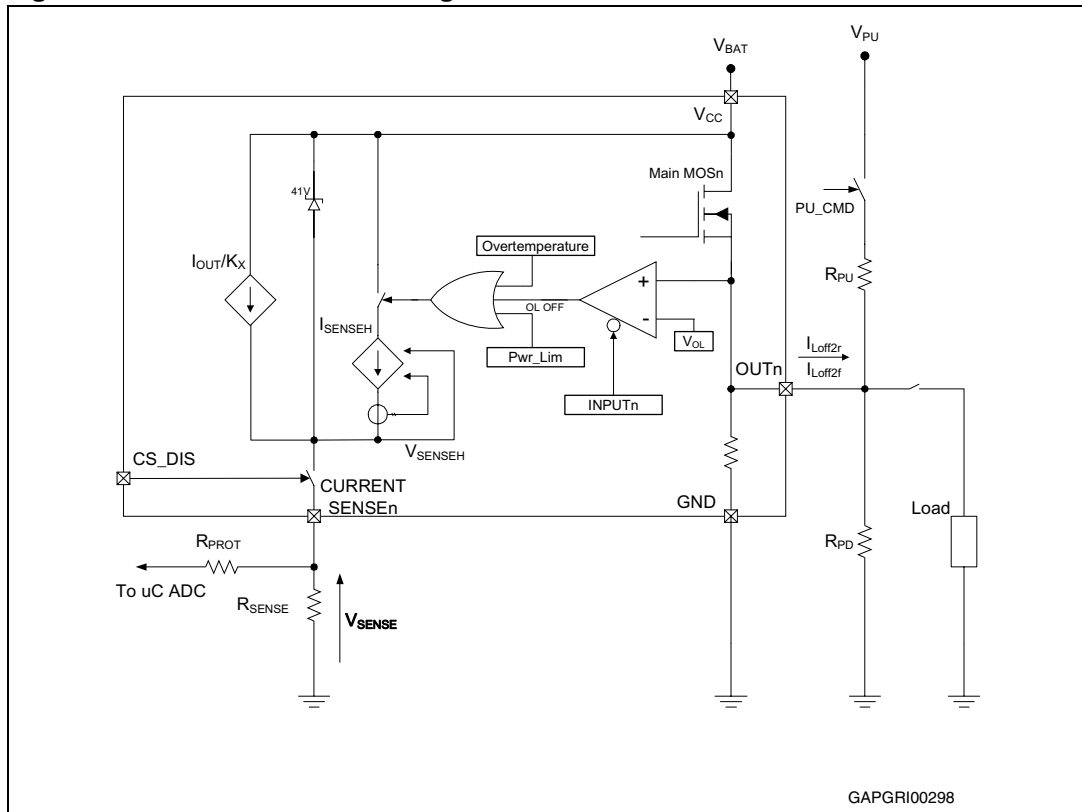 V_BAT
V_PU
V_CC
Main MOSn
41V
PU_CMD
Overtemperature
I_OUT/K_X
R_PU
+
OL OFF
-
I_SENSEH
V_OL
Pwr_Lim
I_Loff2r
OUTn
I_Loff2f
INPUTn
V_SENSEH
CS_DIS
CURRENT
SENSEn
GND
Load
R_PROT
R_PD
To uC ADC
R_SENSE
V_SENSE
GAPGRI00298